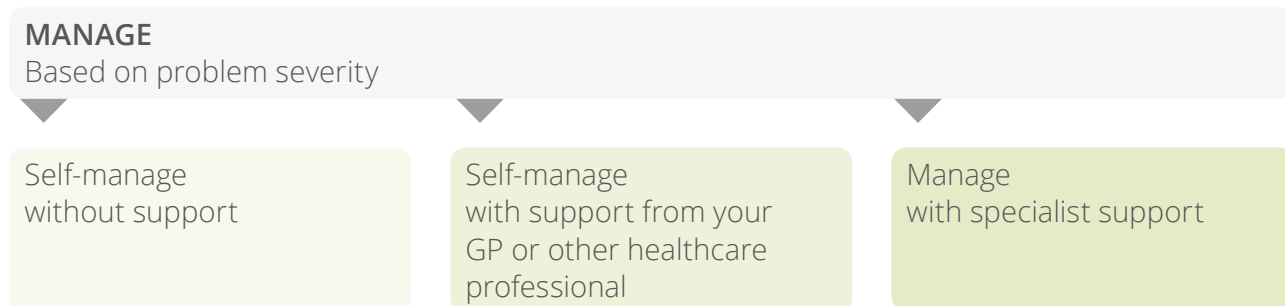 MANAGE
Based on problem severity
Self-manage
without support
Self-manage
with support from your
GP or other healthcare
professional
Manage
with specialist support